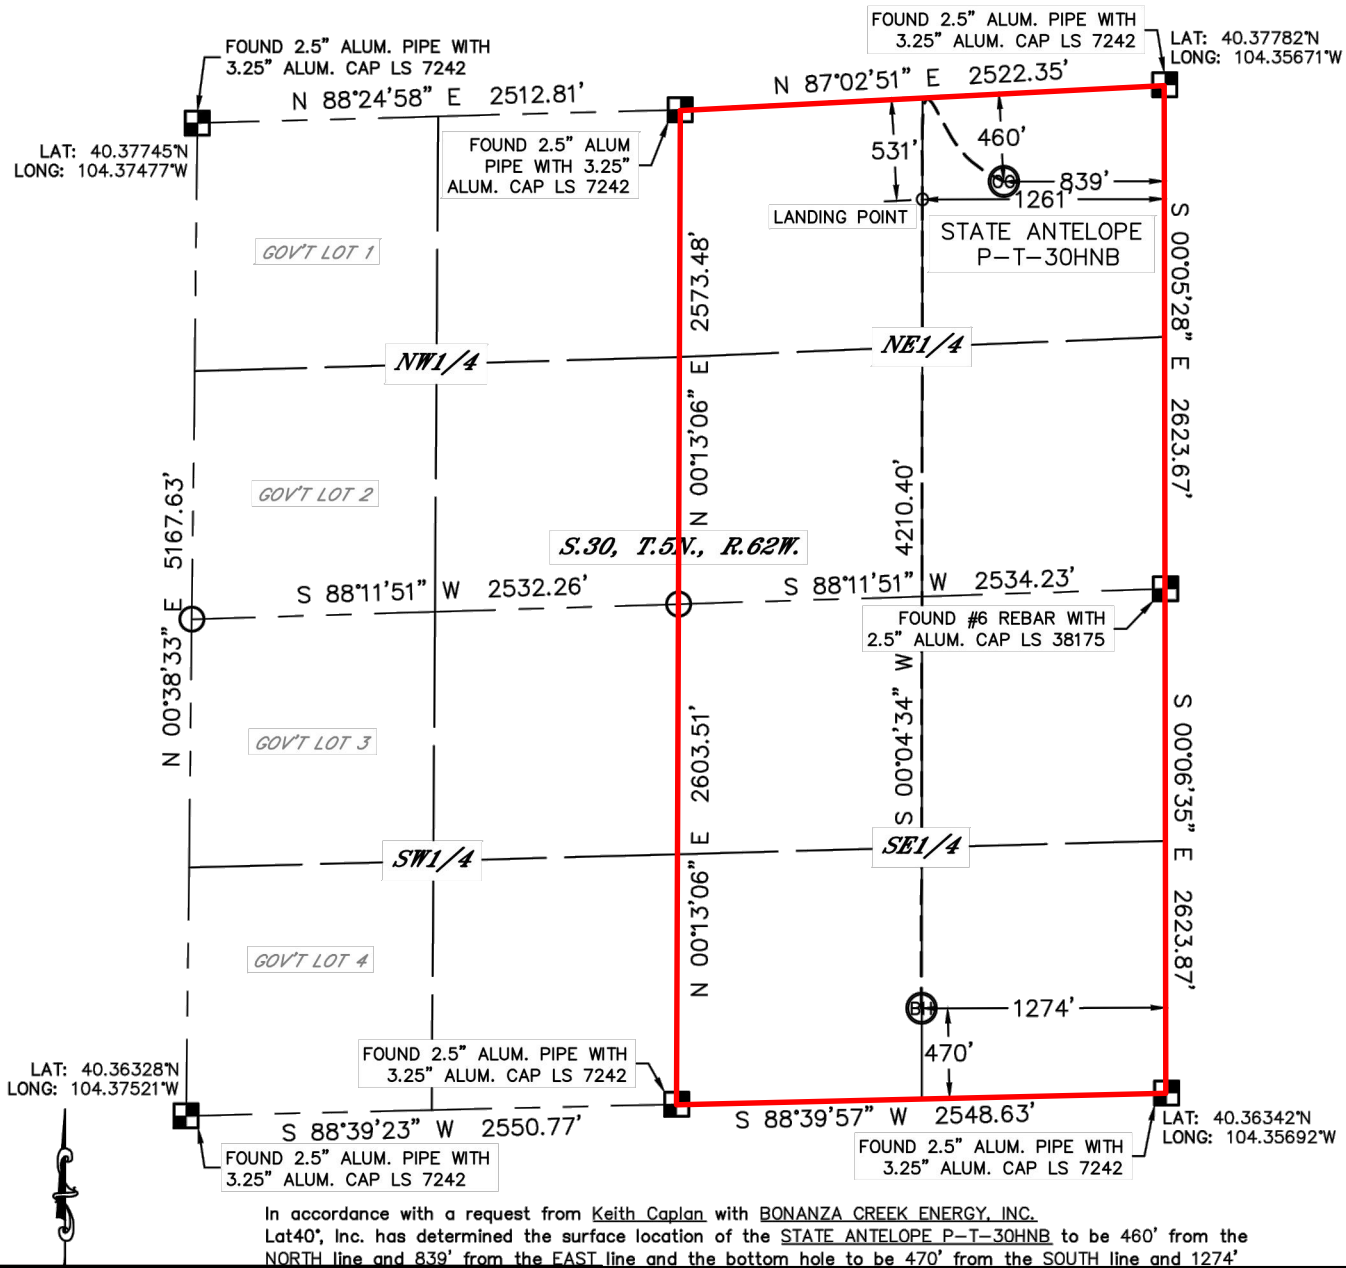 FOUND 2.5" ALUM. PIPE WITH
3.25" ALUM. CAP LS 7242
N 88°24'58" E 2512.81'
LAT: 40.37745°N
LONG: 104.37477°W
FOUND 2.5" ALUM
PIPE WITH 3.25"
ALUM. CAP LS 7242
FOUND 2.5" ALUM. PIPE WITH
3.25" ALUM. CAP LS 7242
LAT: 40.37782°N
LONG: 104.35671°W
N 87°02'51" E 2522.35'
531'
460'
839'
1261'
LANDING POINT
STATE ANTELOPE
P-T-30HNB
GOV'T LOT 1
N 00°13'06" E 2573.48'
S 00°05'28" E 2623.67'
NW1/4
NE1/4
GOV'T LOT 2
N 00°38'33" E 5167.63'
S 00°04'34" W 4210.40'
S.30, T.5N., R.62W.
S 88°11'51" W 2532.26'
S 88°11'51" W 2534.23'
FOUND #6 REBAR WITH
2.5" ALUM. CAP LS 38175
GOV'T LOT 3
N 00°13'06" E 2603.51'
S 00°06'35" E 2623.87'
SW1/4
SE1/4
GOV'T LOT 4
BH
1274'
470'
FOUND 2.5" ALUM. PIPE WITH
3.25" ALUM. CAP LS 7242
LAT: 40.36328°N
LONG: 104.37521°W
S 88°39'23" W 2550.77'
S 88°39'57" W 2548.63'
LAT: 40.36342°N
LONG: 104.35692°W
FOUND 2.5" ALUM. PIPE WITH
3.25" ALUM. CAP LS 7242
FOUND 2.5" ALUM. PIPE WITH
3.25" ALUM. CAP LS 7242
In accordance with a request from Keith Caplan with BONANZA CREEK ENERGY, INC.
Lat40°, Inc. has determined the surface location of the STATE ANTELOPE P-T-30HNB to be 460' from the
NORTH line and 839' from the EAST line and the bottom hole to be 470' from the SOUTH line and 1274'